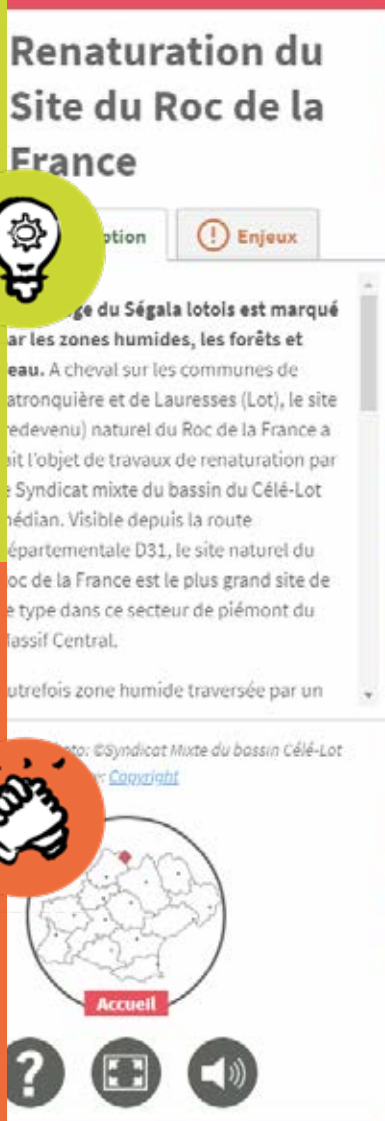 Renaturation du
Site du Roc de la
France
ption
! Enjeux
ge du Ségala lotois est marqué
ar les zones humides, les forêts et
eau. A cheval sur les communes de
atronquière et de Lauresses (Lot), le site
redevenu) naturel du Roc de la France a
ait l'objet de travaux de renaturation par
e Syndicat mixte du bassin du Célé-Lot
médian. Visible depuis la route
épartementale D31, le site naturel du
oc de la France est le plus grand site de
e type dans ce secteur de piémont du
Massif Central.
utrefois zone humide traversée par un
oto: ©Syndicat Mixte du bassin Célé-Lot
r: Copyright
Accueil
?